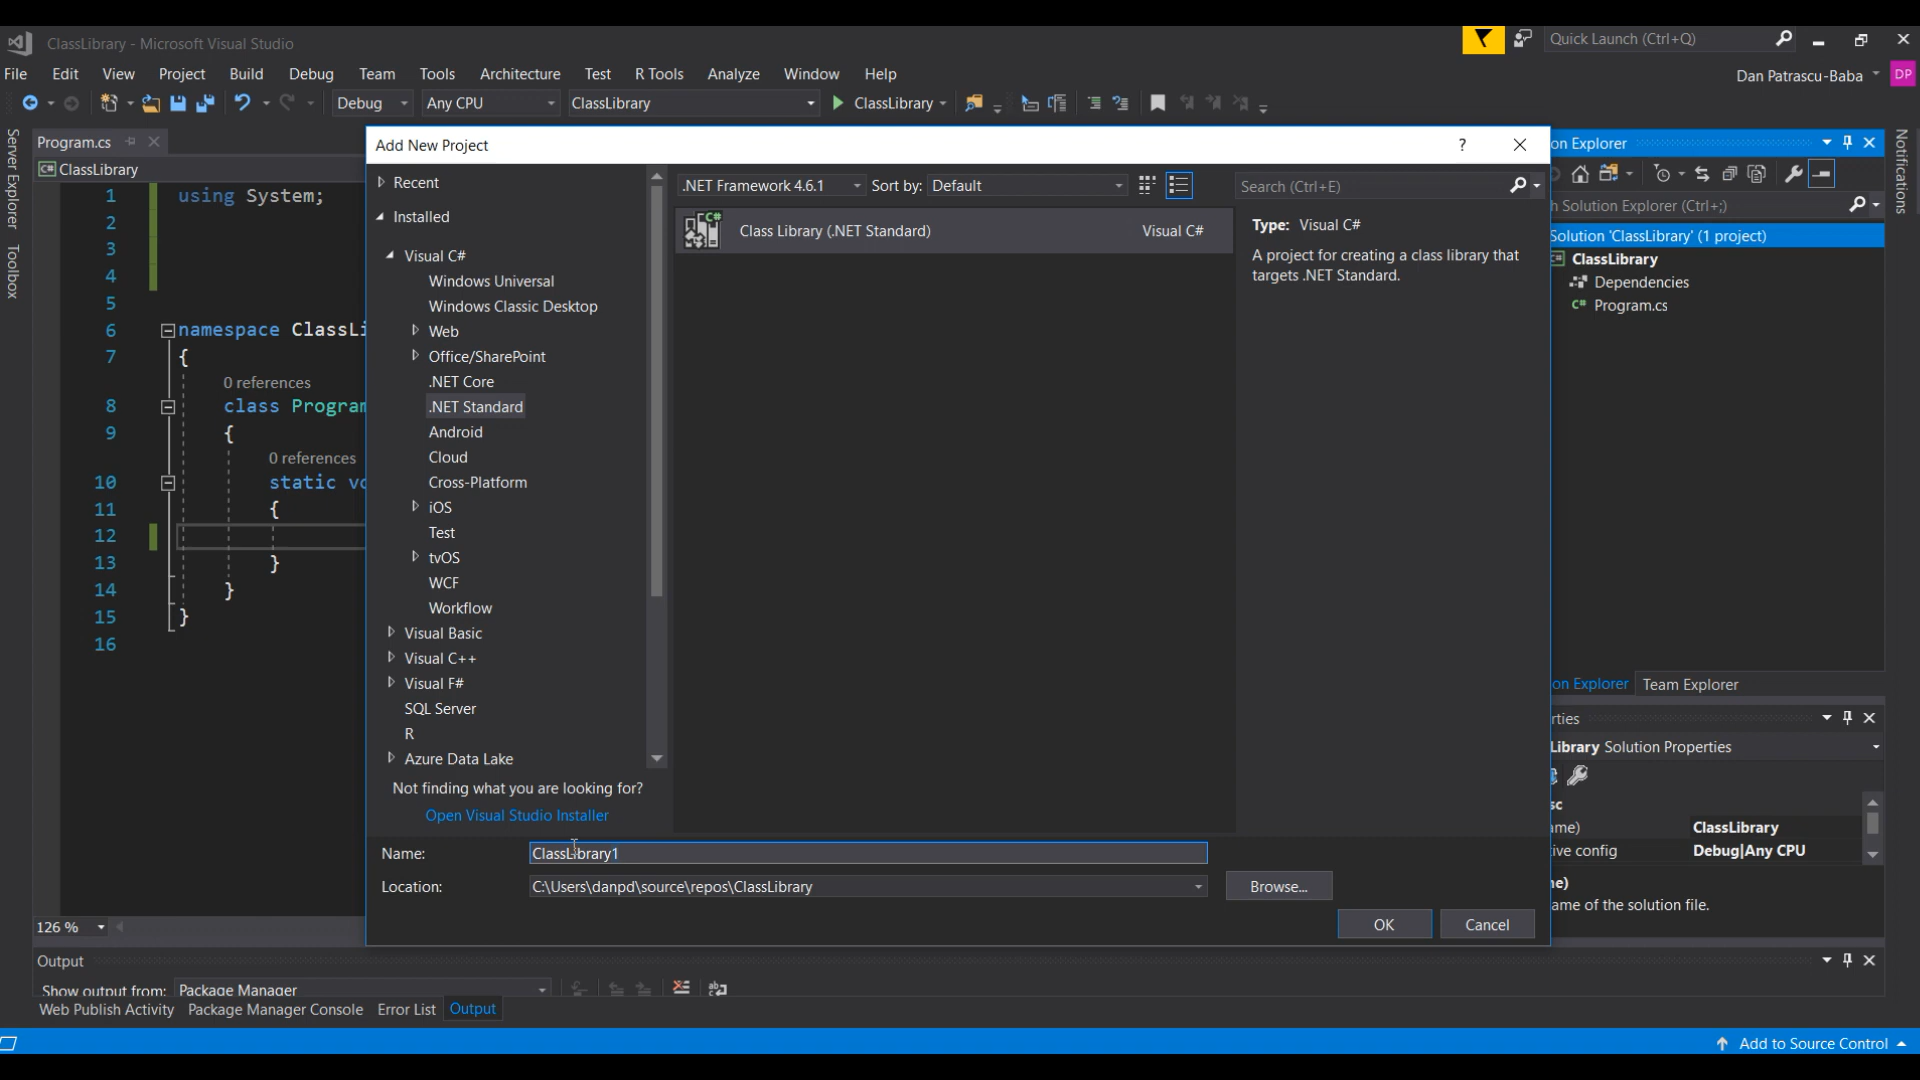 ClassLibrary - Microsoft Visual Studio
Quick Launch (Ctrl+Q)
File Edit View Project Build Debug Team Tools Architecture Test R Tools Analyze Window Help
Dan Patrascu-Baba DP
Debug Any CPU ClassLibrary ClassLibrary
Server Explorer
Toolbox
Program.cs
C# ClassLibrary
1 using System;
2
3
4
5
6 namespace ClassLi
7 {
0 references
8 class Program
9 {
0 references
10 static vo
11 {
12
13 }
14 }
15 }
16
126 %
Add New Project
?
Recent
Installed
Visual C#
Windows Universal
Windows Classic Desktop
Web
Office/SharePoint
.NET Core
.NET Standard
Android
Cloud
Cross-Platform
iOS
Test
tvOS
WCF
Workflow
Visual Basic
Visual C++
Visual F#
SQL Server
R
Azure Data Lake
Not finding what you are looking for?
Open Visual Studio Installer
.NET Framework 4.6.1 Sort by: Default
Class Library (.NET Standard) Visual C#
Search (Ctrl+E)
Type: Visual C#
A project for creating a class library that
targets .NET Standard.
Name: ClassLibrary1
Location: C:\Users\danpd\source\repos\ClassLibrary
Browse...
OK Cancel
on Explorer
h Solution Explorer (Ctrl+;)
Solution 'ClassLibrary' (1 project)
ClassLibrary
Dependencies
C# Program.cs
on Explorer Team Explorer
rties
Library Solution Properties
sc
ame) ClassLibrary
ive config Debug|Any CPU
ne)
ame of the solution file.
Notifications
Output
Show output from: Package Manager
Web Publish Activity Package Manager Console Error List Output
Add to Source Control